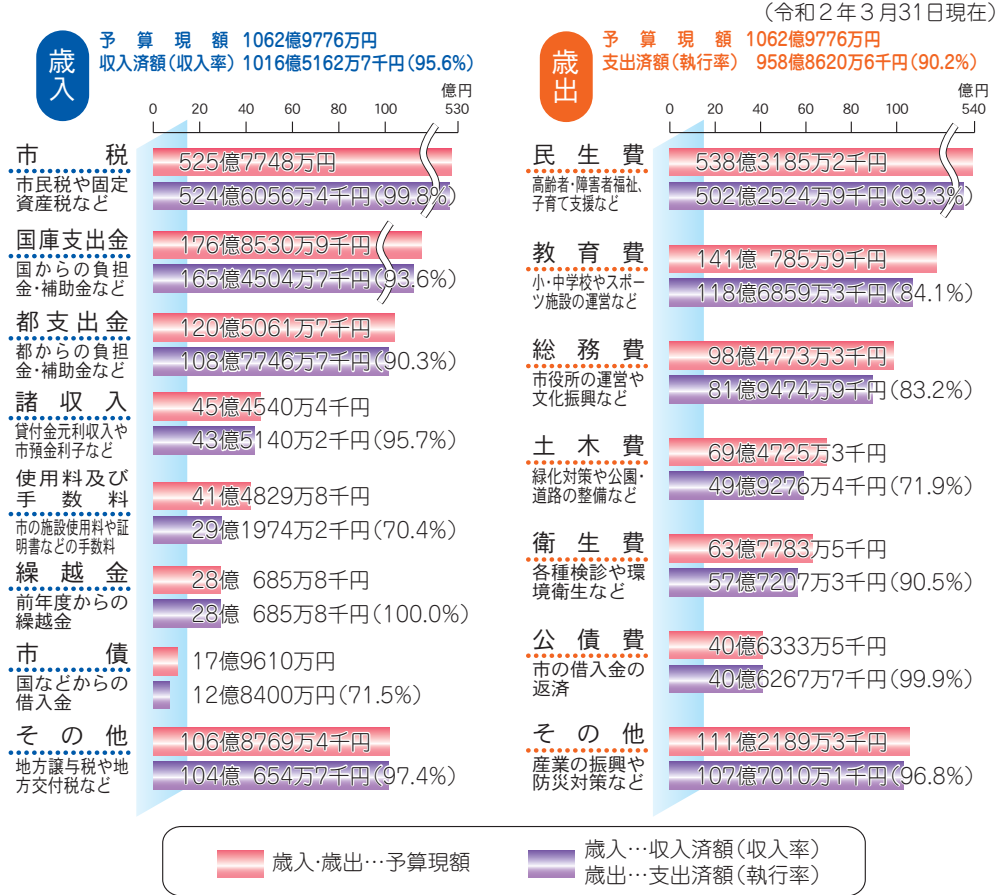 (令和2年3月31日現在)
歳入
予算現額 1062億9776万円
収入済額(収入率) 1016億5162万7千円(95.6%)
億円
0 20 40 60 80 100 530
市税
市民税や固定
資産税など
525億7748万円
524億6056万4千円(99.8%)
国庫支出金
国からの負担
金・補助金など
176億8530万9千円
165億4504万7千円(93.6%)
都支出金
都からの負担
金・補助金など
120億5061万7千円
108億7746万7千円(90.3%)
諸収入
貸付金元利収入や
市預金利子など
45億4540万4千円
43億5140万2千円(95.7%)
使用料及び
手数料
市の施設使用料や証
明書などの手数料
41億4829万8千円
29億1974万2千円(70.4%)
繰越金
前年度からの
繰越金
28億 685万8千円
28億 685万8千円(100.0%)
市債
国などからの
借入金
17億9610万円
12億8400万円(71.5%)
その他
地方譲与税や地
方交付税など
106億8769万4千円
104億 654万7千円(97.4%)
歳出
予算現額 1062億9776万円
支出済額(執行率) 958億8620万6千円(90.2%)
億円
0 20 40 60 80 100 540
民生費
高齢者・障害者福祉、
子育て支援など
538億3185万2千円
502億2524万9千円(93.3%)
教育費
小・中学校やスポー
ツ施設の運営など
141億 785万9千円
118億6859万3千円(84.1%)
総務費
市役所の運営や
文化振興など
98億4773万3千円
81億9474万9千円(83.2%)
土木費
緑化対策や公園・
道路の整備など
69億4725万3千円
49億9276万4千円(71.9%)
衛生費
各種検診や環
境衛生など
63億7783万5千円
57億7207万3千円(90.5%)
公債費
市の借入金の
返済
40億6333万5千円
40億6267万7千円(99.9%)
その他
産業の振興や
防災対策など
111億2189万3千円
107億7010万1千円(96.8%)
歳入・歳出…予算現額
歳入…収入済額(収入率)
歳出…支出済額(執行率)